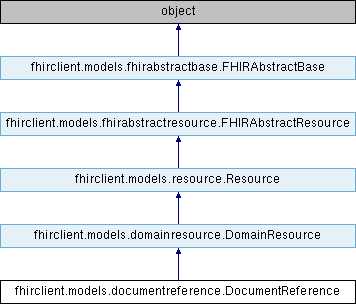 object
fhirclient.models.fhirabstractbase.FHIRAbstractBase
fhirclient.models.fhirabstractresource.FHIRAbstractResource
fhirclient.models.resource.Resource
fhirclient.models.domainresource.DomainResource
fhirclient.models.documentreference.DocumentReference